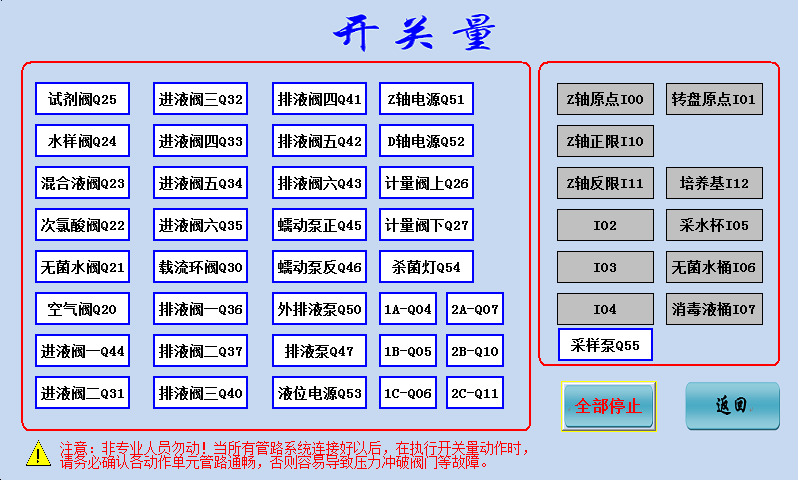 开关量
试剂阀Q25 进液阀三Q32 排液阀四Q41 Z轴电源Q51 Z轴原点I00 转盘原点I01
水样阀Q24 进液阀四Q33 排液阀五Q42 D轴电源Q52 Z轴正限I10
混合液阀Q23 进液阀五Q34 排液阀六Q43 计量阀上Q26 Z轴反限I11 培养基I12
次氯酸阀Q22 进液阀六Q35 蠕动泵正Q45 计量阀下Q27 I02 采水杯I05
无菌水阀Q21 载流环阀Q30 蠕动泵反Q46 杀菌灯Q54 I03 无菌水桶I06
空气阀Q20 排液阀一Q36 外排液泵Q50 1A-Q04 2A-Q07 I04 消毒液桶I07
进液阀一Q44 排液阀二Q37 排液泵Q47 1B-Q05 2B-Q10 采样泵Q55
进液阀二Q31 排液阀三Q40 液位电源Q53 1C-Q06 2C-Q11
全部停止 返回
注意：非专业人员勿动！当所有管路系统连接好以后，在执行开关量动作时，
请务必确认各动作单元管路通畅，否则容易导致压力冲破阀门等故障。